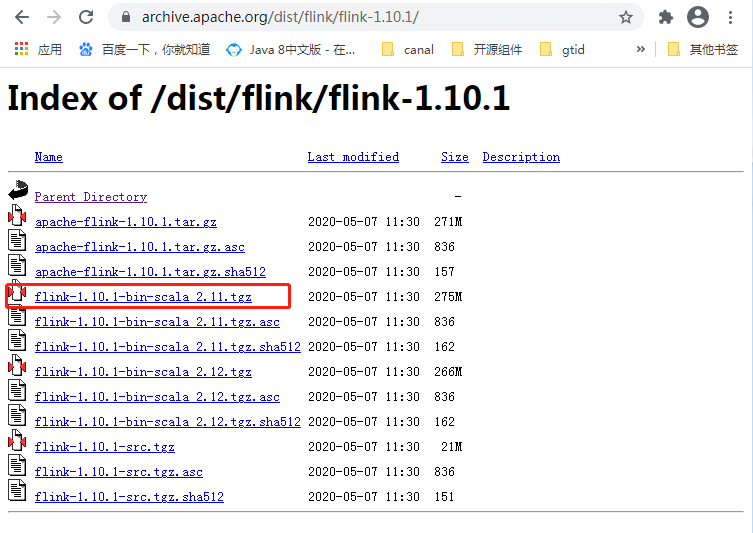 archive.apache.org/dist/flink/flink-1.10.1/
应用 百度一下，你就知道 Java 8中文版 - 在... canal 开源组件 gtid » 其他书签
Index of /dist/flink/flink-1.10.1
Name Last modified Size Description
Parent Directory -
apache-flink-1.10.1.tar.gz 2020-05-07 11:30 271M
apache-flink-1.10.1.tar.gz.asc 2020-05-07 11:30 836
apache-flink-1.10.1.tar.gz.sha512 2020-05-07 11:30 157
flink-1.10.1-bin-scala_2.11.tgz 2020-05-07 11:30 275M
flink-1.10.1-bin-scala_2.11.tgz.asc 2020-05-07 11:30 836
flink-1.10.1-bin-scala_2.11.tgz.sha512 2020-05-07 11:30 162
flink-1.10.1-bin-scala_2.12.tgz 2020-05-07 11:30 266M
flink-1.10.1-bin-scala_2.12.tgz.asc 2020-05-07 11:30 836
flink-1.10.1-bin-scala_2.12.tgz.sha512 2020-05-07 11:30 162
flink-1.10.1-src.tgz 2020-05-07 11:30 21M
flink-1.10.1-src.tgz.asc 2020-05-07 11:30 836
flink-1.10.1-src.tgz.sha512 2020-05-07 11:30 151